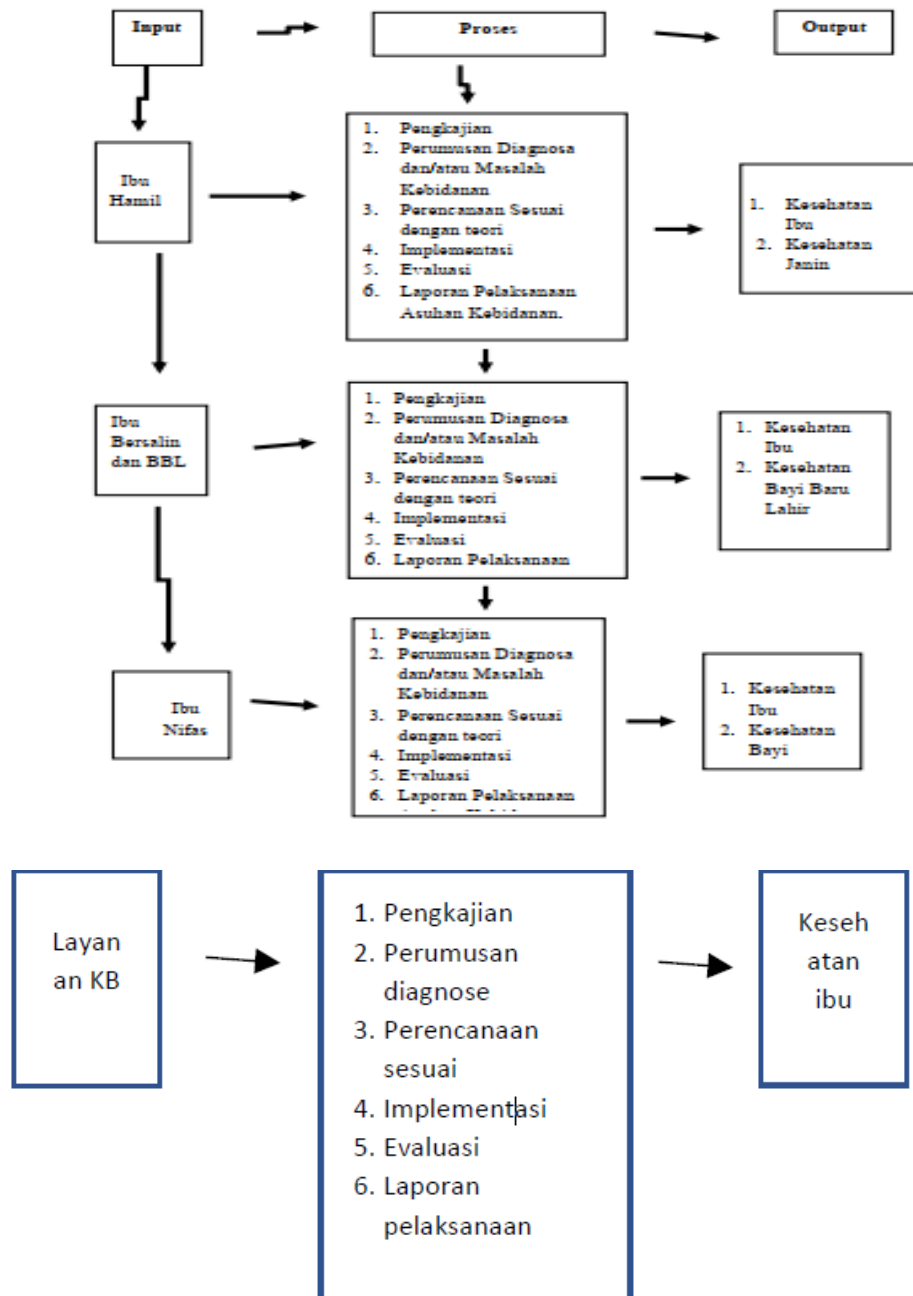 Input
Proses
Output
Ibu
Hamil
1. Pengkajian
2. Perumusan Diagnosa
dan/atau Masalah
Kebidanan
3. Perencanaan Sesuai
dengan teori
4. Implementasi
5. Evaluasi
6. Laporan Pelaksanaan
Asuhan Kebidanan.
1. Kesehatan
Ibu
2. Kesehatan
Janin
Ibu
Bersalin
dan BBL
1. Pengkajian
2. Perumusan Diagnosa
dan/atau Masalah
Kebidanan
3. Perencanaan Sesuai
dengan teori
4. Implementasi
5. Evaluasi
6. Laporan Pelaksanaan
1. Kesehatan
Ibu
2. Kesehatan
Bayi Baru
Lahir
Ibu
Nifas
1. Pengkajian
2. Perumusan Diagnosa
dan/atau Masalah
Kebidanan
3. Perencanaan Sesuai
dengan teori
4. Implementasi
5. Evaluasi
6. Laporan Pelaksanaan
1. Kesehatan
Ibu
2. Kesehatan
Bayi
Layan
an KB
1. Pengkajian
2. Perumusan
diagnose
3. Perencanaan
sesuai
4. Implementasi
5. Evaluasi
6. Laporan
pelaksanaan
Keseh
atan
ibu